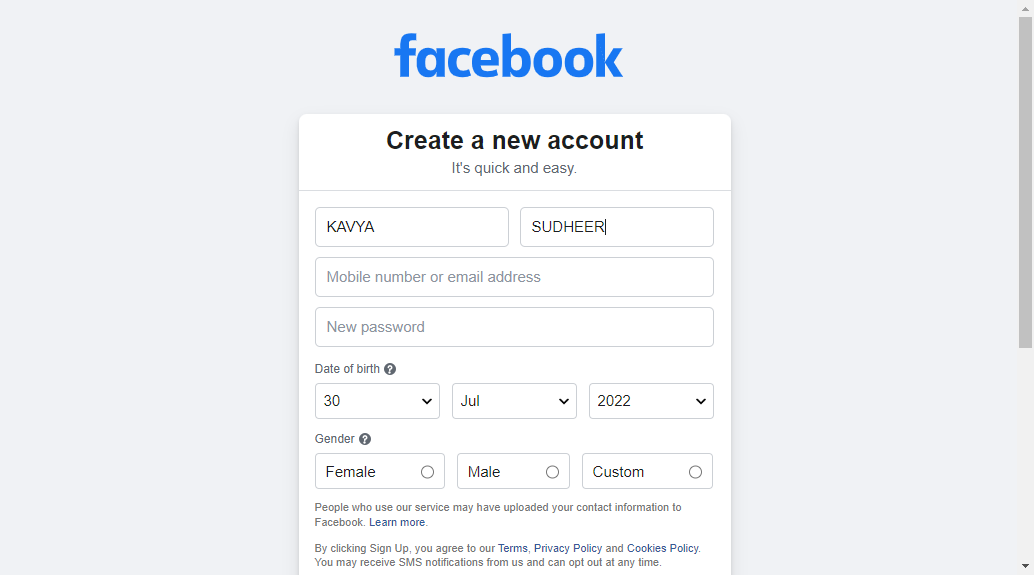 facebook
Create a new account
It's quick and easy.
KAVYA SUDHEER
Mobile number or email address
New password
Date of birth ?
30 Jul 2022
Gender ?
Female Male Custom
People who use our service may have uploaded your contact information to
Facebook. Learn more.
By clicking Sign Up, you agree to our Terms, Privacy Policy and Cookies Policy.
You may receive SMS notifications from us and can opt out at any time.